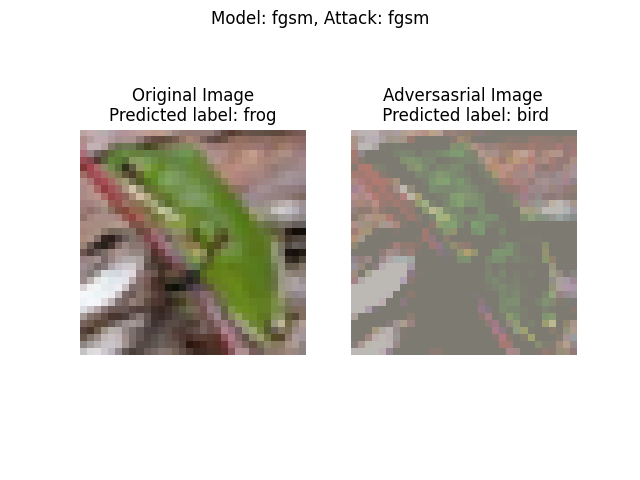 Model: fgsm, Attack: fgsm
Original Image
Predicted label: frog
Adversasrial Image
Predicted label: bird